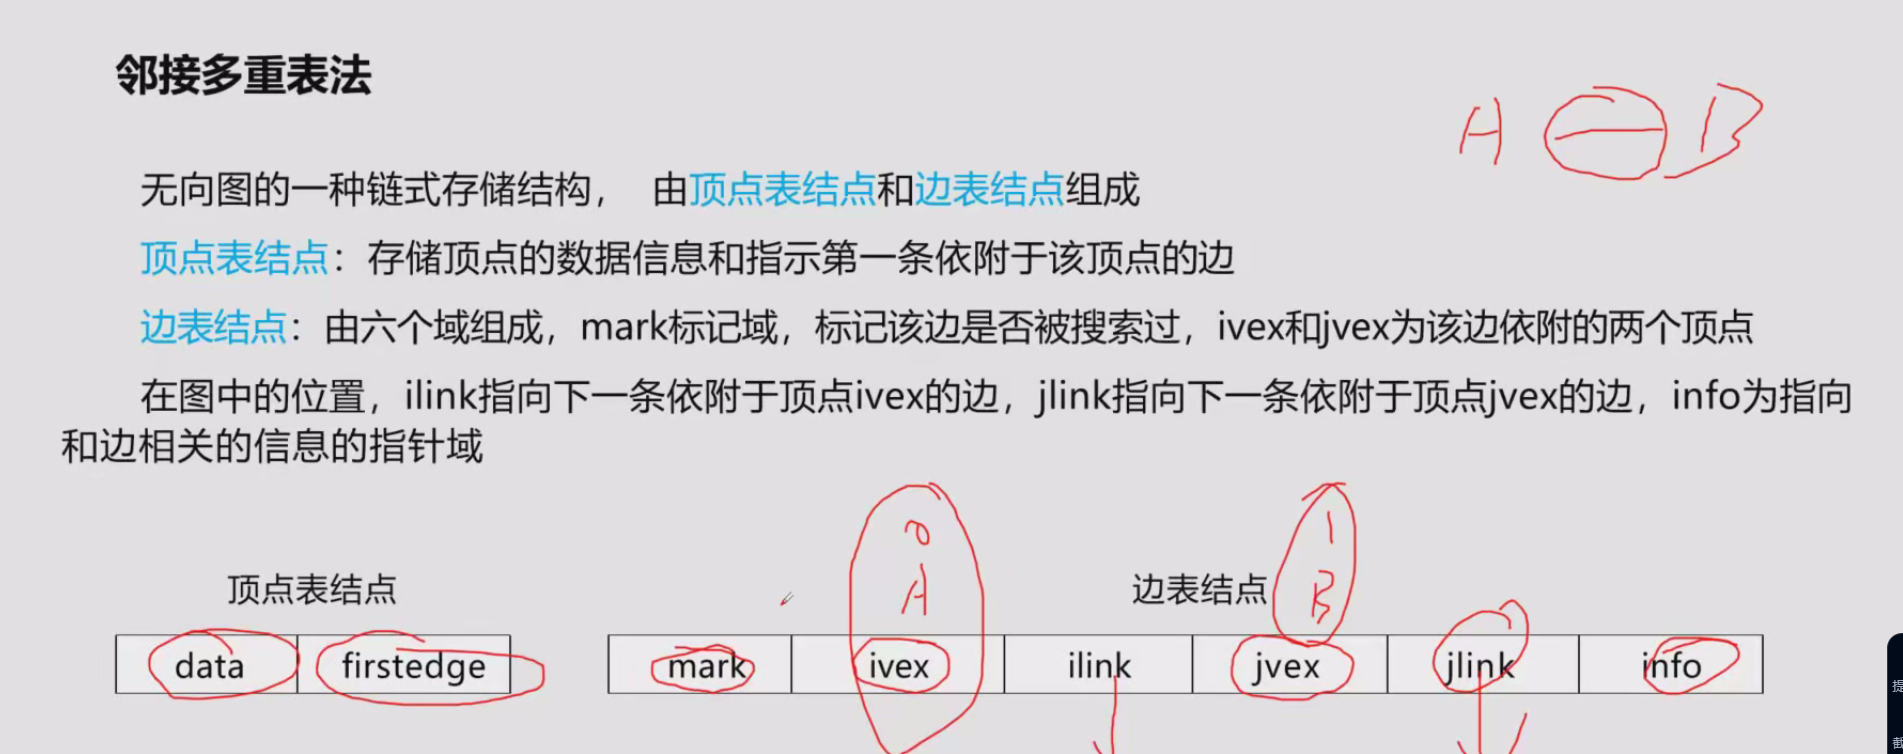 邻接多重表法
A B
无向图的一种链式存储结构， 由顶点表结点和边表结点组成
顶点表结点：存储顶点的数据信息和指示第一条依附于该顶点的边
边表结点：由六个域组成，mark标记域，标记该边是否被搜索过，ivex和jvex为该边依附的两个顶点
在图中的位置，ilink指向下一条依附于顶点ivex的边，jlink指向下一条依附于顶点jvex的边，info为指向
和边相关的信息的指针域
0 1
A B
顶点表结点 边表结点
data firstedge mark ivex ilink jvex jlink info
提
截